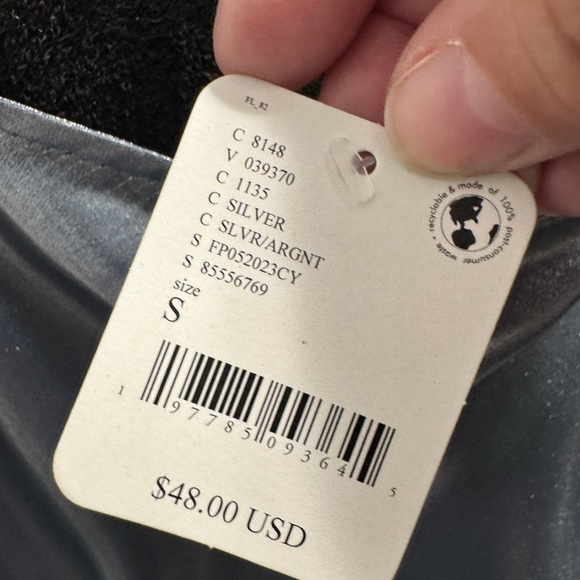 FL_82
C 8148
V 039370
C 1135
C SILVER
C SLVR/ARGNT
S FP052023CY
S 85556769
size
S
recyclable & made of 100% post-consumer waste •
1 97785 09364 5
$48.00 USD